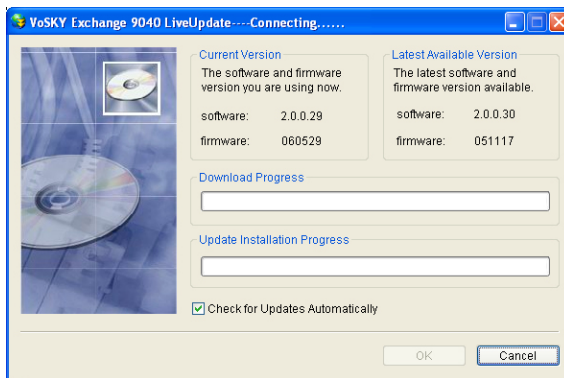 VoSKY Exchange 9040 LiveUpdate----Connecting......
Current Version
The software and firmware
version you are using now.
software: 2.0.0.29
firmware: 060529
Latest Available Version
The latest software and
firmware version available.
software: 2.0.0.30
firmware: 051117
Download Progress
Update Installation Progress
Check for Updates Automatically
OK
Cancel